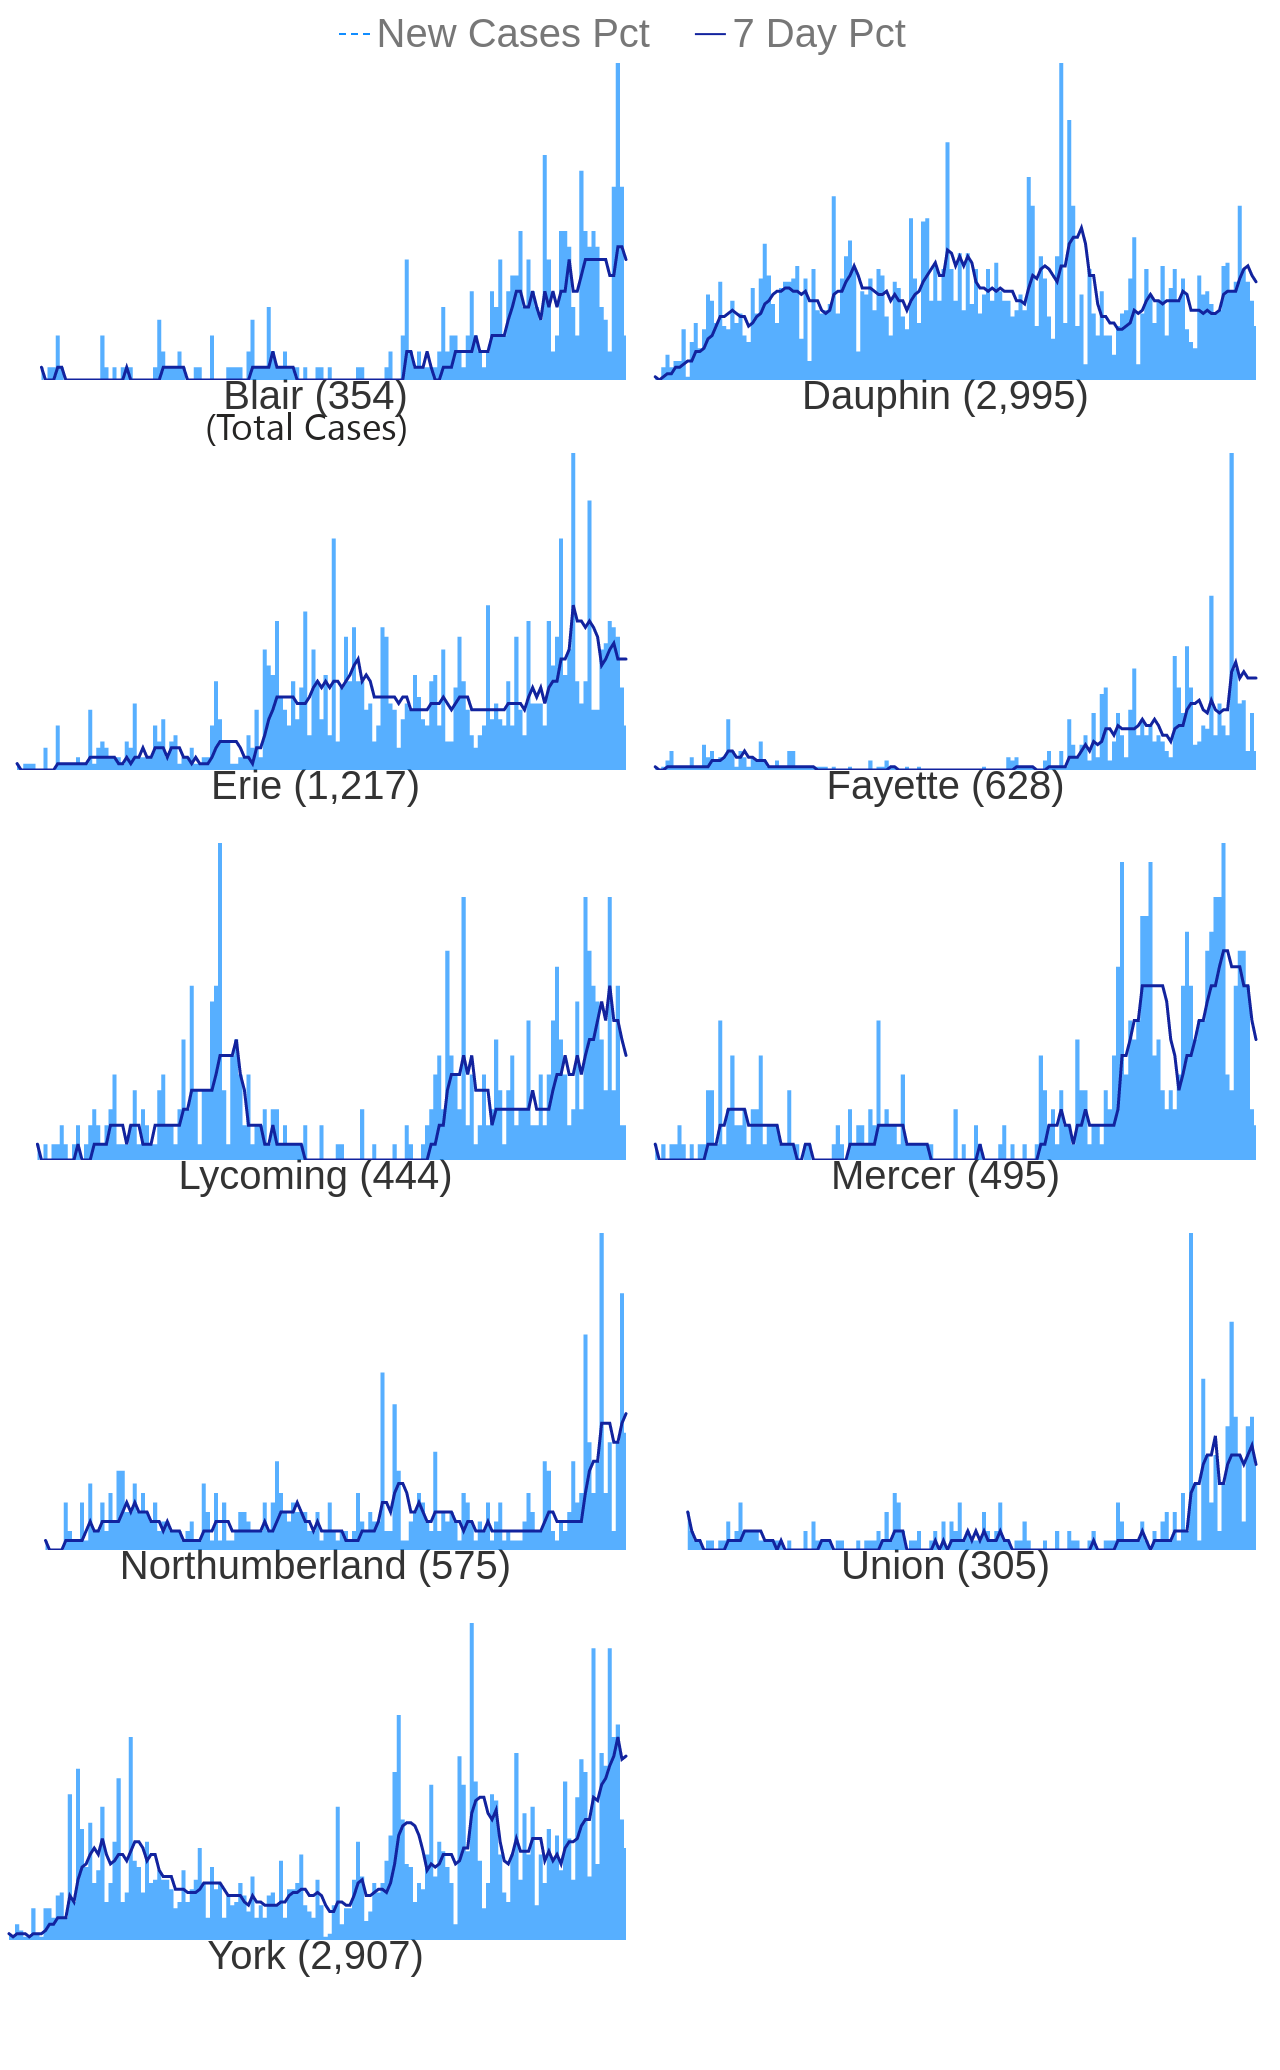 New Cases Pct 7 Day Pct
Blair (354) Dauphin (2,995)
(Total Cases)
Erie (1,217) Fayette (628)
Lycoming (444) Mercer (495)
Northumberland (575) Union (305)
York (2,907)